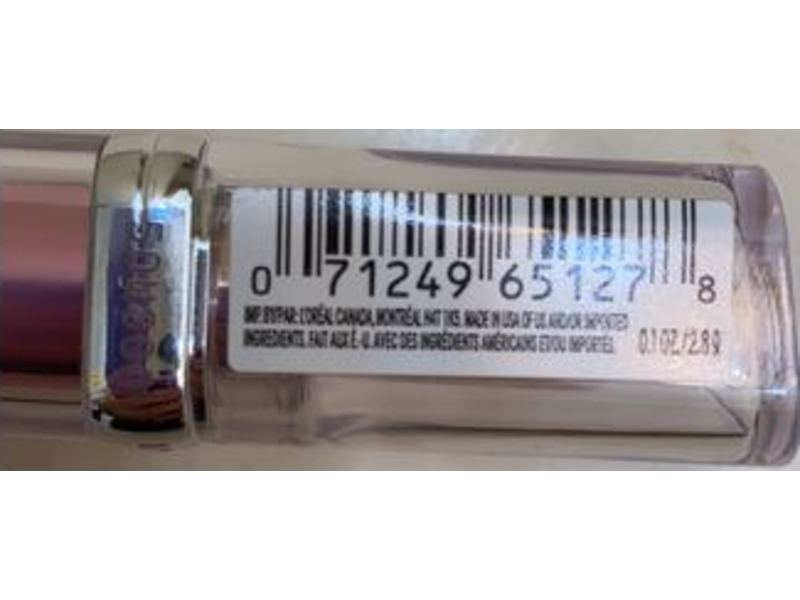 0 71249 65127 8
IMP. BY/PAR: L'ORÉAL CANADA, MONTRÉAL H4T 1K5. MADE IN USA OF US AND/OR IMPORTED
INGREDIENTS. FAIT AUX É.-U. AVEC DES INGRÉDIENTS AMÉRICAINS ET/OU IMPORTÉS.
0.1 OZ/2.8 g